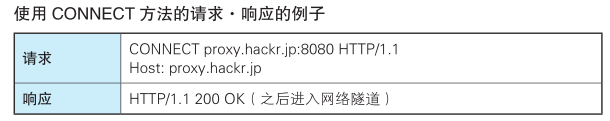 使用 CONNECT 方法的请求·响应的例子
请求
CONNECT proxy.hackr.jp:8080 HTTP/1.1
Host: proxy.hackr.jp
响应
HTTP/1.1 200 OK（之后进入网络隧道）